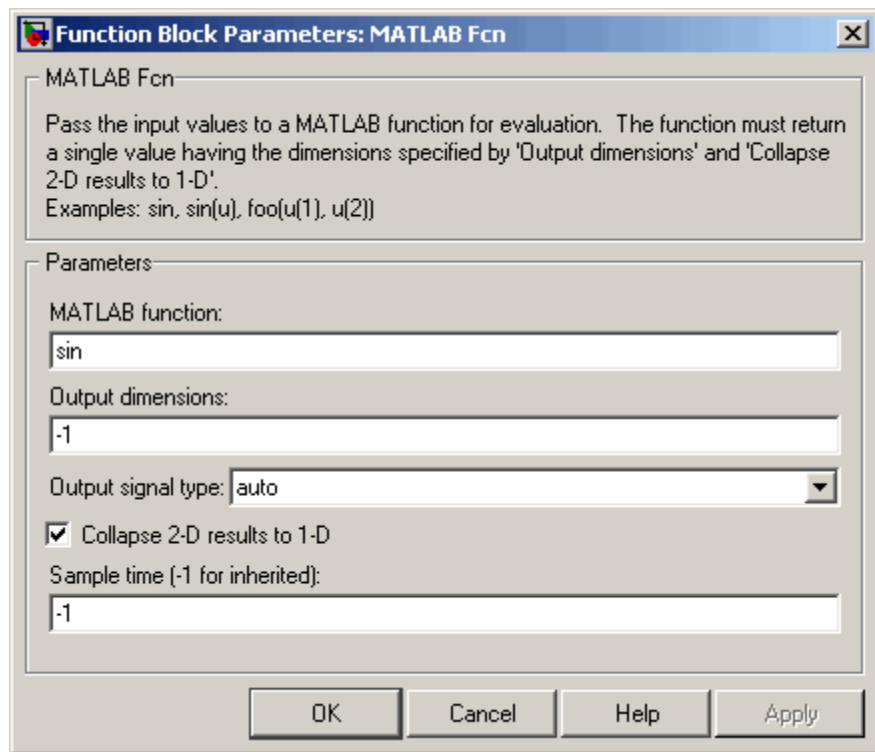 Function Block Parameters: MATLAB Fcn
MATLAB Fcn
Pass the input values to a MATLAB function for evaluation.  The function must return
a single value having the dimensions specified by 'Output dimensions' and 'Collapse
2-D results to 1-D'.
Examples: sin, sin(u), foo(u(1), u(2))
Parameters
MATLAB function:
sin
Output dimensions:
-1
Output signal type: auto
Collapse 2-D results to 1-D
Sample time (-1 for inherited):
-1
OK Cancel Help Apply